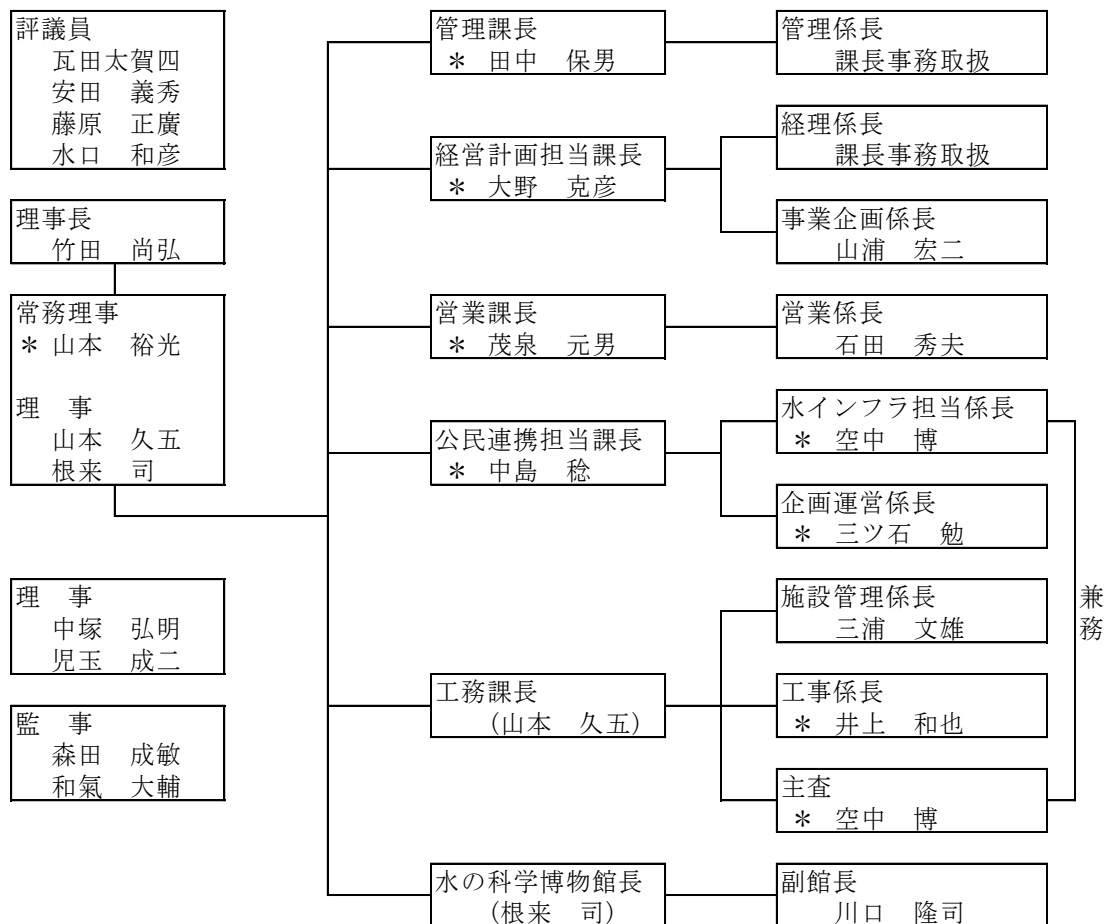 評議員
瓦田太賀四
安田　義秀
藤原　正廣
水口　和彦
理事長
竹田　尚弘
常務理事
＊ 山本　裕光
理　事
山本　久五
根来　司
理　事
中塚　弘明
児玉　成二
監　事
森田　成敏
和氣　大輔
管理課長
＊　田中　保男
経営計画担当課長
＊　大野　克彦
営業課長
＊　茂泉　元男
公民連携担当課長
＊　中島　稔
工務課長
(山本　久五)
水の科学博物館長
(根来　司)
管理係長
課長事務取扱
経理係長
課長事務取扱
事業企画係長
山浦　宏二
営業係長
石田　秀夫
水インフラ担当係長
＊　空中　博
企画運営係長
＊　三ツ石　勉
施設管理係長
三浦　文雄
工事係長
＊　井上　和也
主査
＊　空中　博
副館長
川口　隆司
兼務